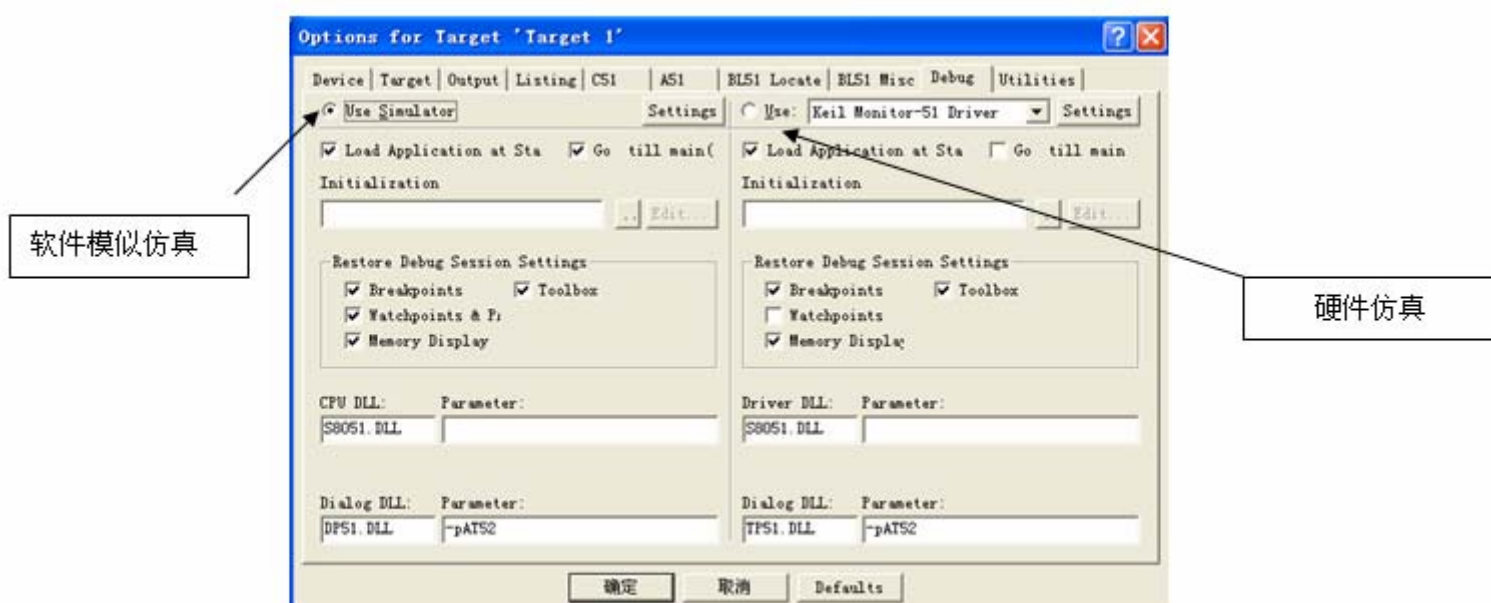 Options for Target 'Target 1'
Device Target Output Listing C51 A51 BL51 Locate BL51 Misc Debug Utilities
Use Simulator Settings Use: Keil Monitor-51 Driver Settings
Load Application at Sta Go till main( Load Application at Sta Go till main
Initialization Initialization
.. Edit... . Edit...
软件模似仿真
硬件仿真
Restore Debug Session Settings Restore Debug Session Settings
Breakpoints Toolbox Breakpoints Toolbox
Watchpoints & P Watchpoints
Memory Display Memory Display
CPU DLL: Parameter: Driver DLL: Parameter:
S8051.DLL S8051.DLL
Dialog DLL: Parameter: Dialog DLL: Parameter:
DP51.DLL -pAT52 TP51.DLL -pAT52
确定 取消 Defaults